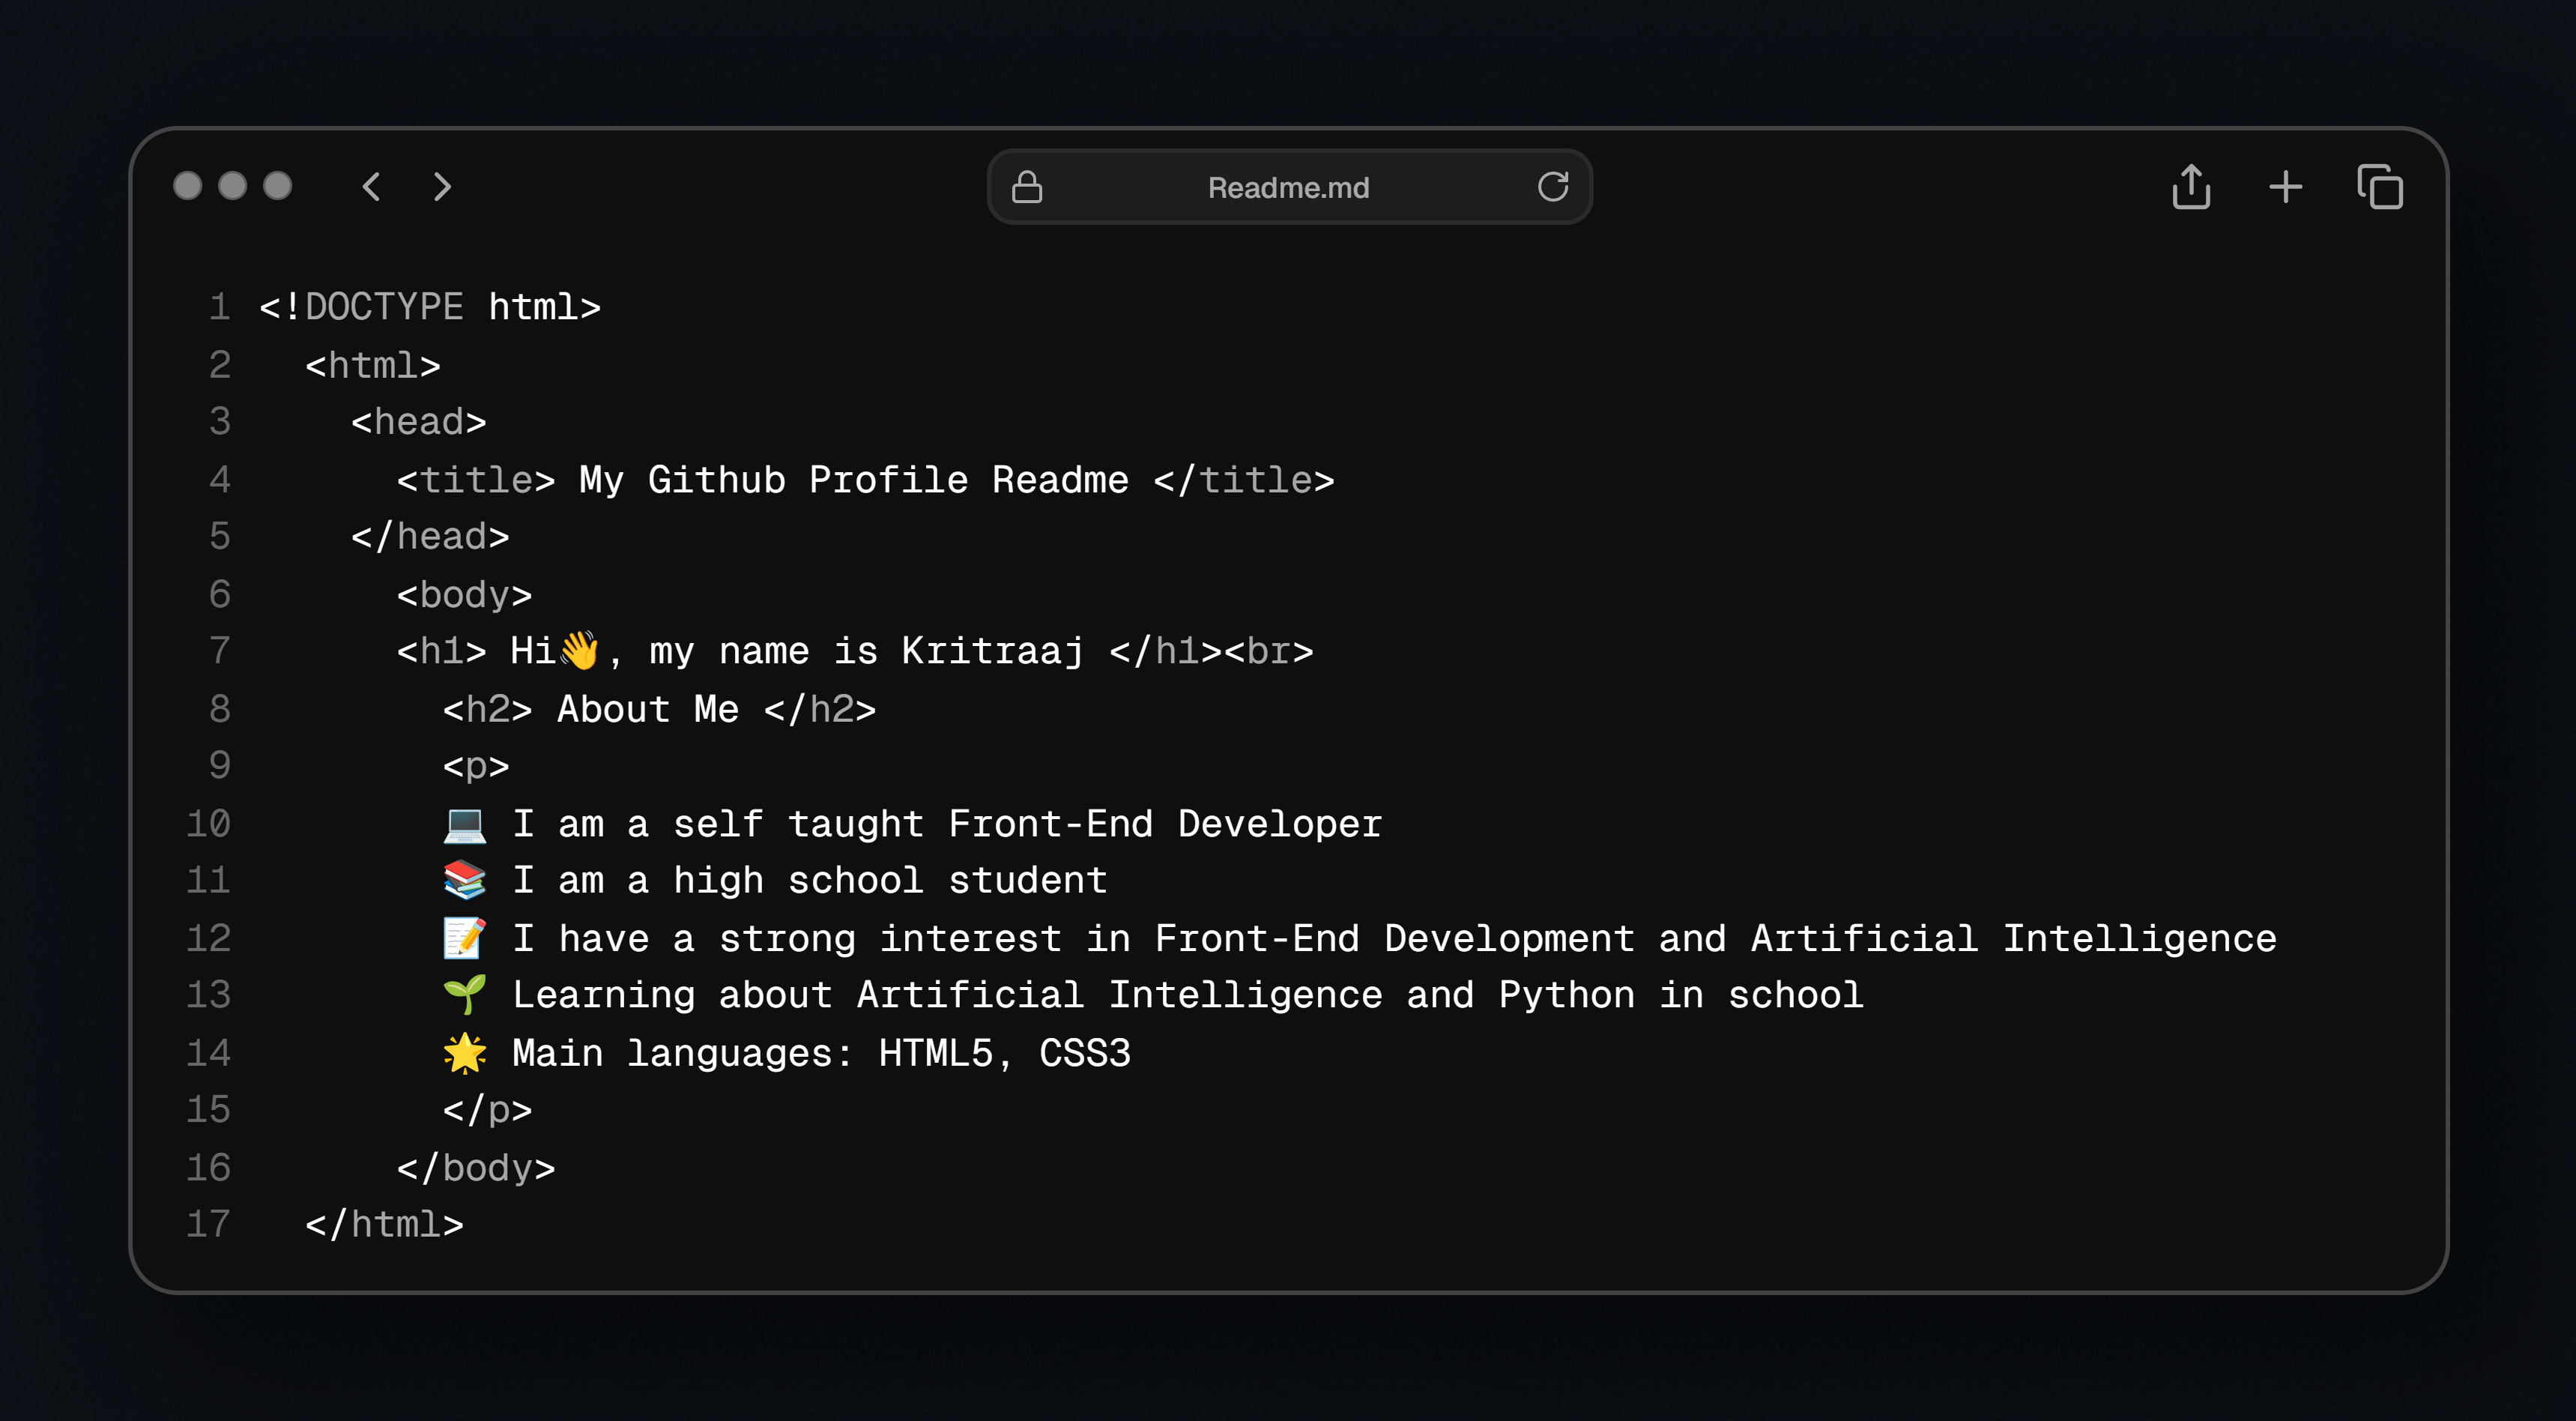 Readme.md
1 <!DOCTYPE html>
2 <html>
3 <head>
4 <title> My Github Profile Readme </title>
5 </head>
6 <body>
7 <h1> Hi👋, my name is Kritraaj </h1><br>
8 <h2> About Me </h2>
9 <p>
10 💻 I am a self taught Front-End Developer
11 📚 I am a high school student
12 📝 I have a strong interest in Front-End Development and Artificial Intelligence
13 🌱 Learning about Artificial Intelligence and Python in school
14 🌟 Main languages: HTML5, CSS3
15 </p>
16 </body>
17 </html>